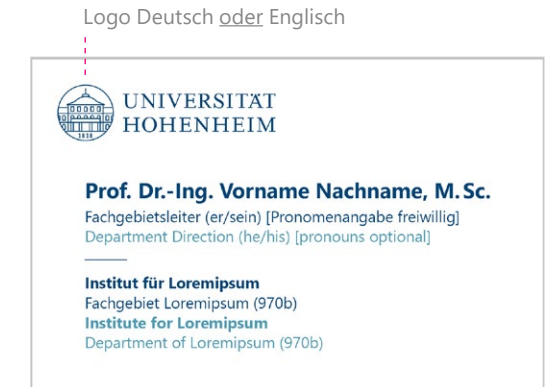 Logo Deutsch oder Englisch
UNIVERSITÄT
HOHENHEIM
1818
Prof. Dr.-Ing. Vorname Nachname, M. Sc.
Fachgebietsleiter (er/sein) [Pronomenangabe freiwillig]
Department Direction (he/his) [pronouns optional]
Institut für Loremipsum
Fachgebiet Loremipsum (970b)
Institute for Loremipsum
Department of Loremipsum (970b)